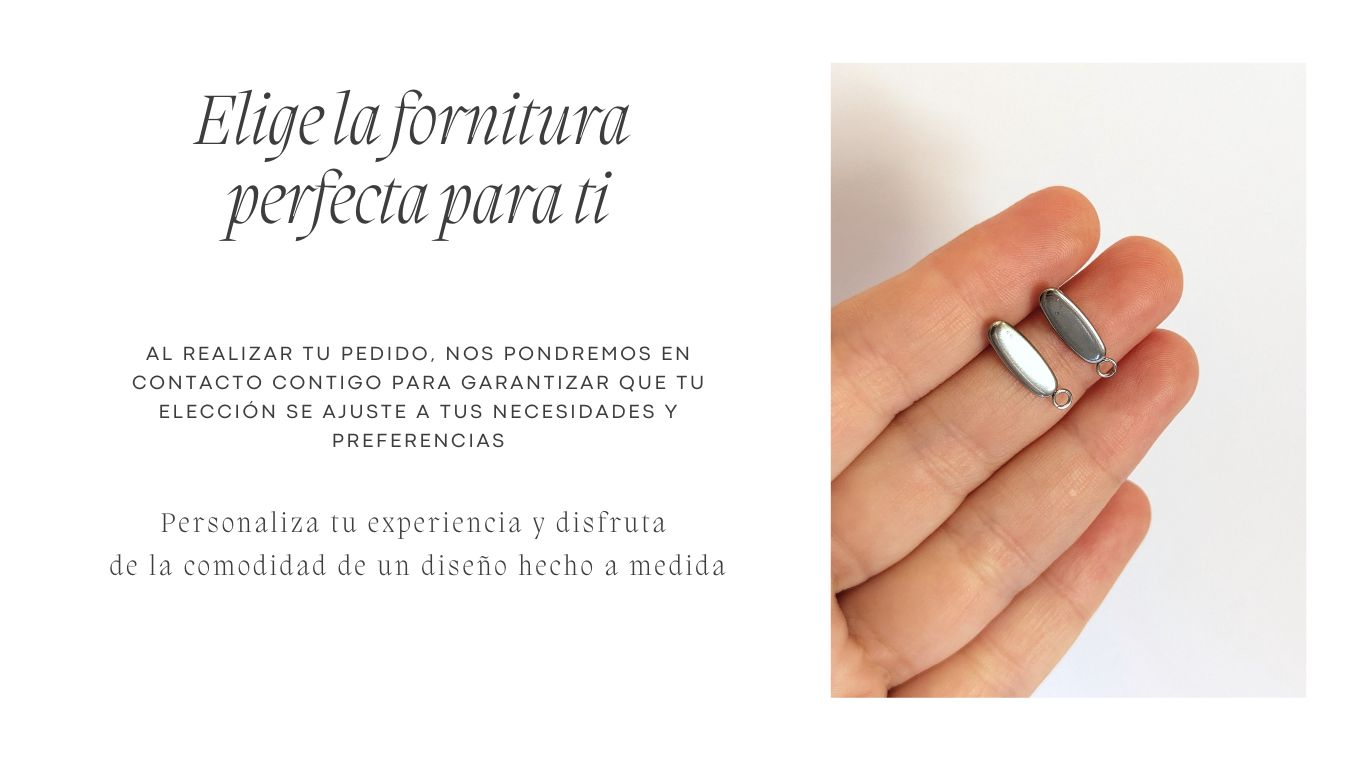 Elige la fornitura
perfecta para ti
AL REALIZAR TU PEDIDO, NOS PONDREMOS EN
CONTACTO CONTIGO PARA GARANTIZAR QUE TU
ELECCIÓN SE AJUSTE A TUS NECESIDADES Y
PREFERENCIAS
Personaliza tu experiencia y disfruta
de la comodidad de un diseño hecho a medida